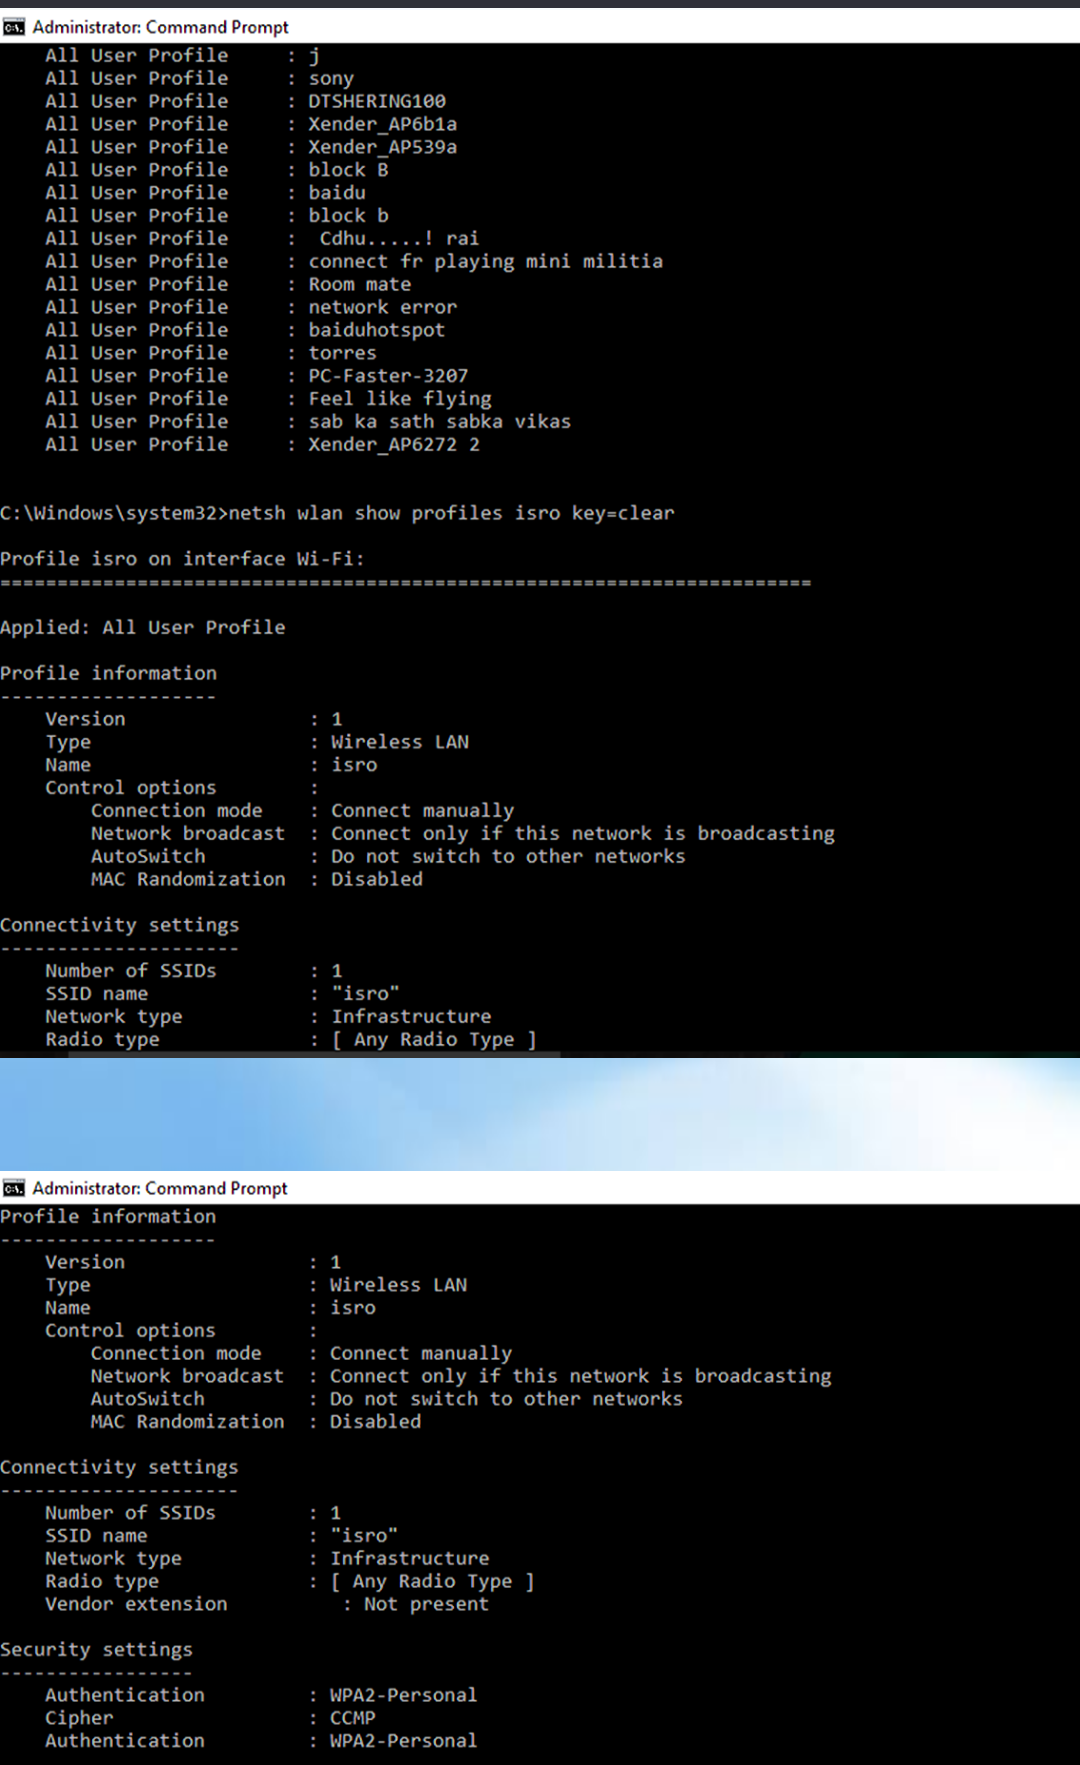 Administrator: Command Prompt
All User Profile : j
All User Profile : sony
All User Profile : DTSHERING100
All User Profile : Xender_AP6b1a
All User Profile : Xender_AP539a
All User Profile : block B
All User Profile : baidu
All User Profile : block b
All User Profile :  Cdhu.....! rai
All User Profile : connect fr playing mini militia
All User Profile : Room mate
All User Profile : network error
All User Profile : baiduhotspot
All User Profile : torres
All User Profile : PC-Faster-3207
All User Profile : Feel like flying
All User Profile : sab ka sath sabka vikas
All User Profile : Xender_AP6272 2
C:\Windows\system32>netsh wlan show profiles isro key=clear
Profile isro on interface Wi-Fi:
=======================================================================
Applied: All User Profile
Profile information
-------------------
Version : 1
Type : Wireless LAN
Name : isro
Control options :
Connection mode : Connect manually
Network broadcast : Connect only if this network is broadcasting
AutoSwitch : Do not switch to other networks
MAC Randomization : Disabled
Connectivity settings
---------------------
Number of SSIDs : 1
SSID name : "isro"
Network type : Infrastructure
Radio type : [ Any Radio Type ]
Administrator: Command Prompt
Profile information
-------------------
Version : 1
Type : Wireless LAN
Name : isro
Control options :
Connection mode : Connect manually
Network broadcast : Connect only if this network is broadcasting
AutoSwitch : Do not switch to other networks
MAC Randomization : Disabled
Connectivity settings
---------------------
Number of SSIDs : 1
SSID name : "isro"
Network type : Infrastructure
Radio type : [ Any Radio Type ]
Vendor extension : Not present
Security settings
-----------------
Authentication : WPA2-Personal
Cipher : CCMP
Authentication : WPA2-Personal